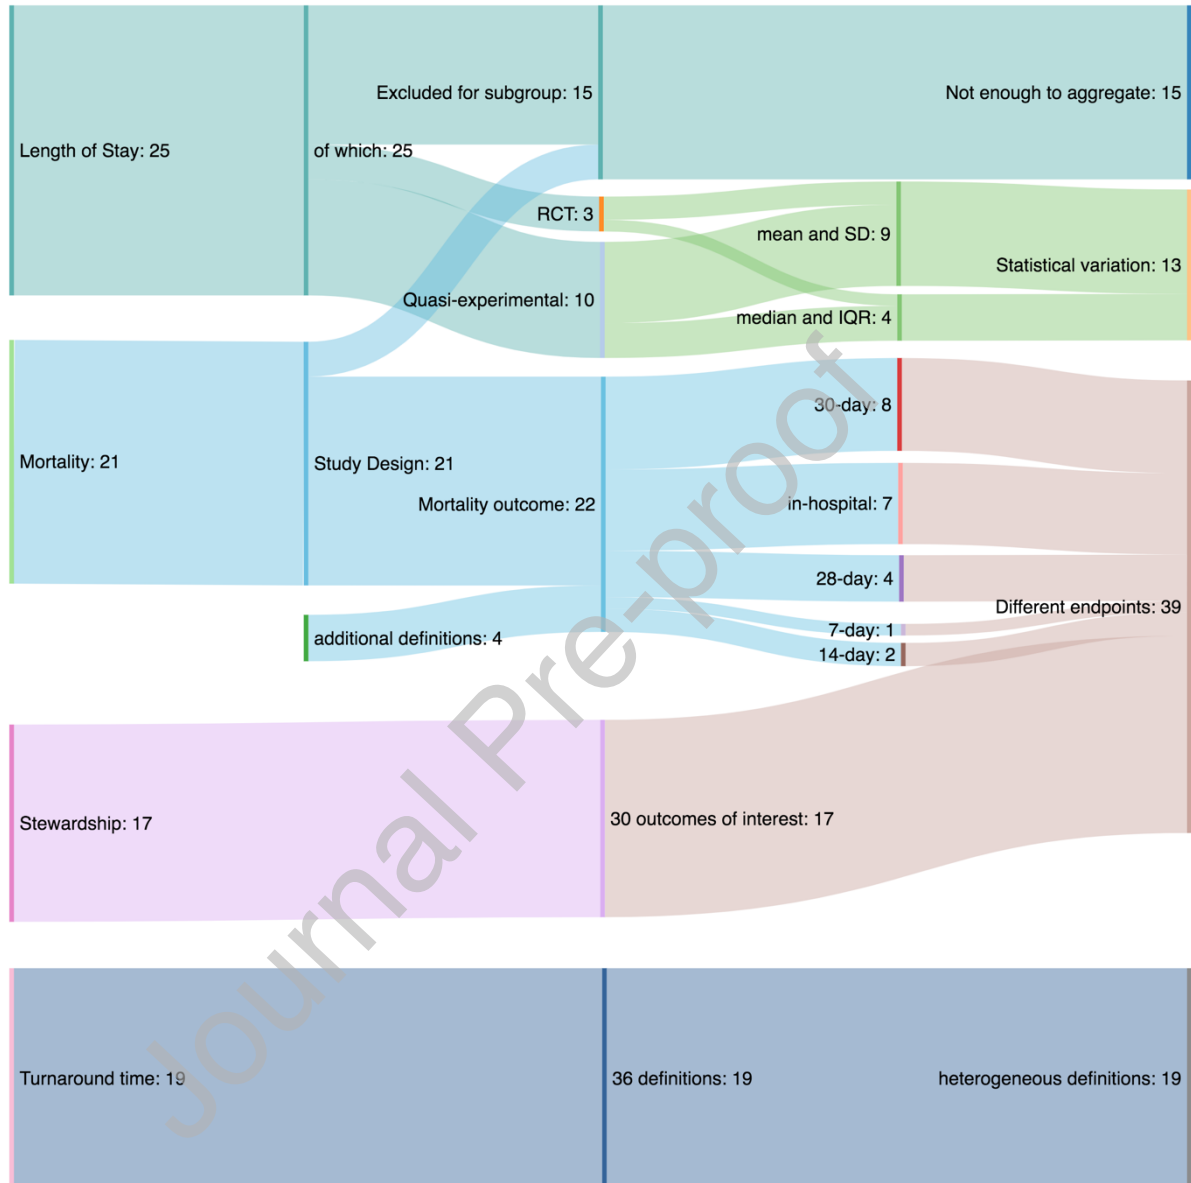 Excluded for subgroup: 15
Not enough to aggregate: 15
Length of Stay: 25
of which: 25
RCT: 3
mean and SD: 9
Statistical variation: 13
Quasi-experimental: 10
median and IQR: 4
30-day: 8
Mortality: 21
Study Design: 21
Mortality outcome: 22
in-hospital: 7
28-day: 4
Different endpoints: 39
7-day: 1
additional definitions: 4
14-day: 2
Stewardship: 17
30 outcomes of interest: 17
Turnaround time: 19
36 definitions: 19
heterogeneous definitions: 19
Journal Pre-proof